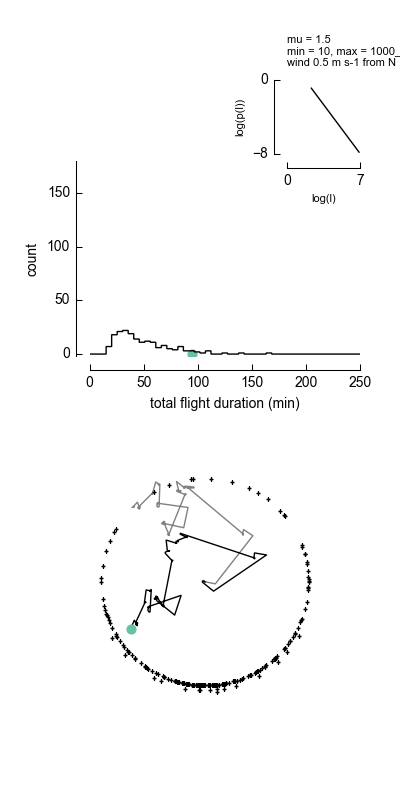 mu = 1.5
min = 10, max = 1000_
wind 0.5 m s-1 from N
0
log(p(l))
−8
0
7
log(l)
150
100
50
0
count
0
50
100
150
200
250
total flight duration (min)